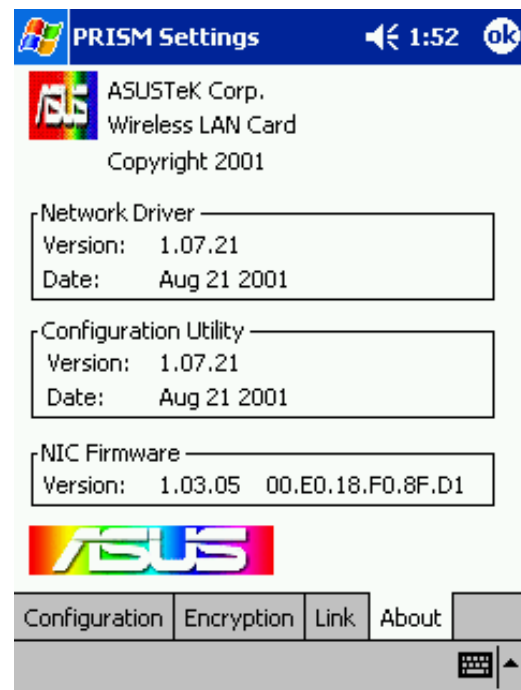 PRISM Settings 1:52 ok
ASUS
ASUSTeK Corp.
Wireless LAN Card
Copyright 2001
Network Driver
Version: 1.07.21
Date: Aug 21 2001
Configuration Utility
Version: 1.07.21
Date: Aug 21 2001
NIC Firmware
Version: 1.03.05 00.E0.18.F0.8F.D1
ASUS
Configuration Encryption Link About